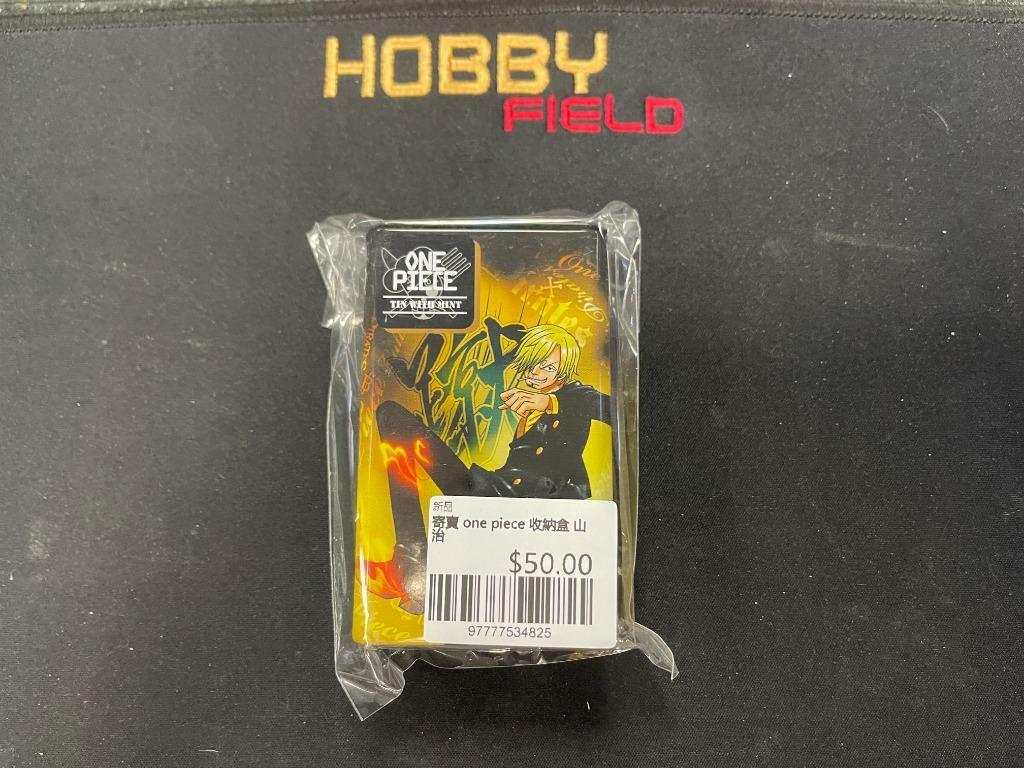 HOBBY
FIELD
ONE
PIECE
TIN WITH MINT
One
新品
寄賣 one piece 收納盒 山
治
$50.00
97777534825